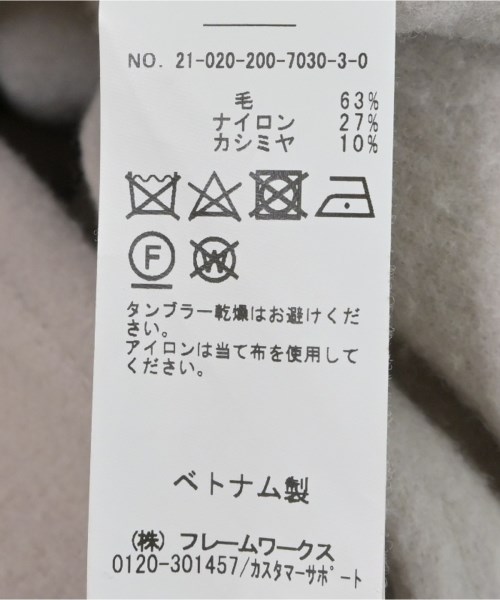 NO. 21-020-200-7030-3-0
毛 63%
ナイロン 27%
カシミヤ 10%
F W
タンブラー乾燥はお避けくだ
さい。
アイロンは当て布を使用して
ください。
ベトナム製
(株) フレームワークス
0120-301457/ｶｽﾀﾏｰｻﾎﾟｰﾄ